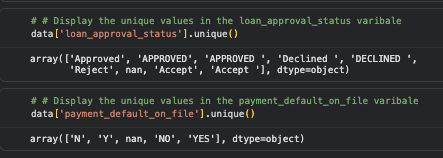 # # Display the unique values in the loan_approval_status varibale
data['loan_approval_status'].unique()
array(['Approved', 'APPROVED', 'APPROVED ', 'Declined ', 'DECLINED ',
'Reject', nan, 'Accept', 'Accept '], dtype=object)
# # Display the unique values in the payment_default_on_file varibale
data['payment_default_on_file'].unique()
array(['N', 'Y', nan, 'NO', 'YES'], dtype=object)